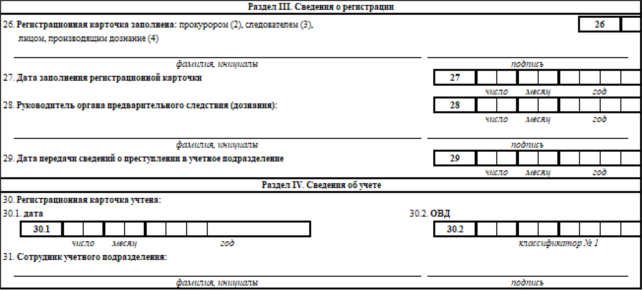 Раздел III. Сведения о регистрации
26. Регистрационная карточка заполнена: прокурором (2), следователем (3), 26
лицом, производящим дознание (4)
фамилия, инициалы подпись
27. Дата заполнения регистрационной карточки 27
число месяц год
28. Руководитель органа предварительного следствия (дознания): 28
число месяц год
фамилия, инициалы подпись
29. Дата передачи сведений о преступлении в учетное подразделение 29
число месяц год
Раздел IV. Сведения об учете
30. Регистрационная карточка учтена:
30.1. дата 30.2. ОВД
30.1 30.2
число месяц год классификатор № 1
31. Сотрудник учетного подразделения:
фамилия, инициалы подпись